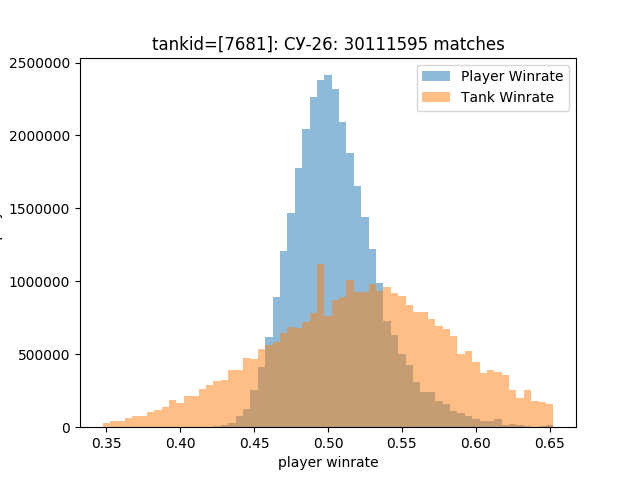 tankid=[7681]: СУ-26: 30111595 matches
Player Winrate
Tank Winrate
2500000
2000000
1500000
1000000
500000
0
0.35 0.40 0.45 0.50 0.55 0.60 0.65
player winrate